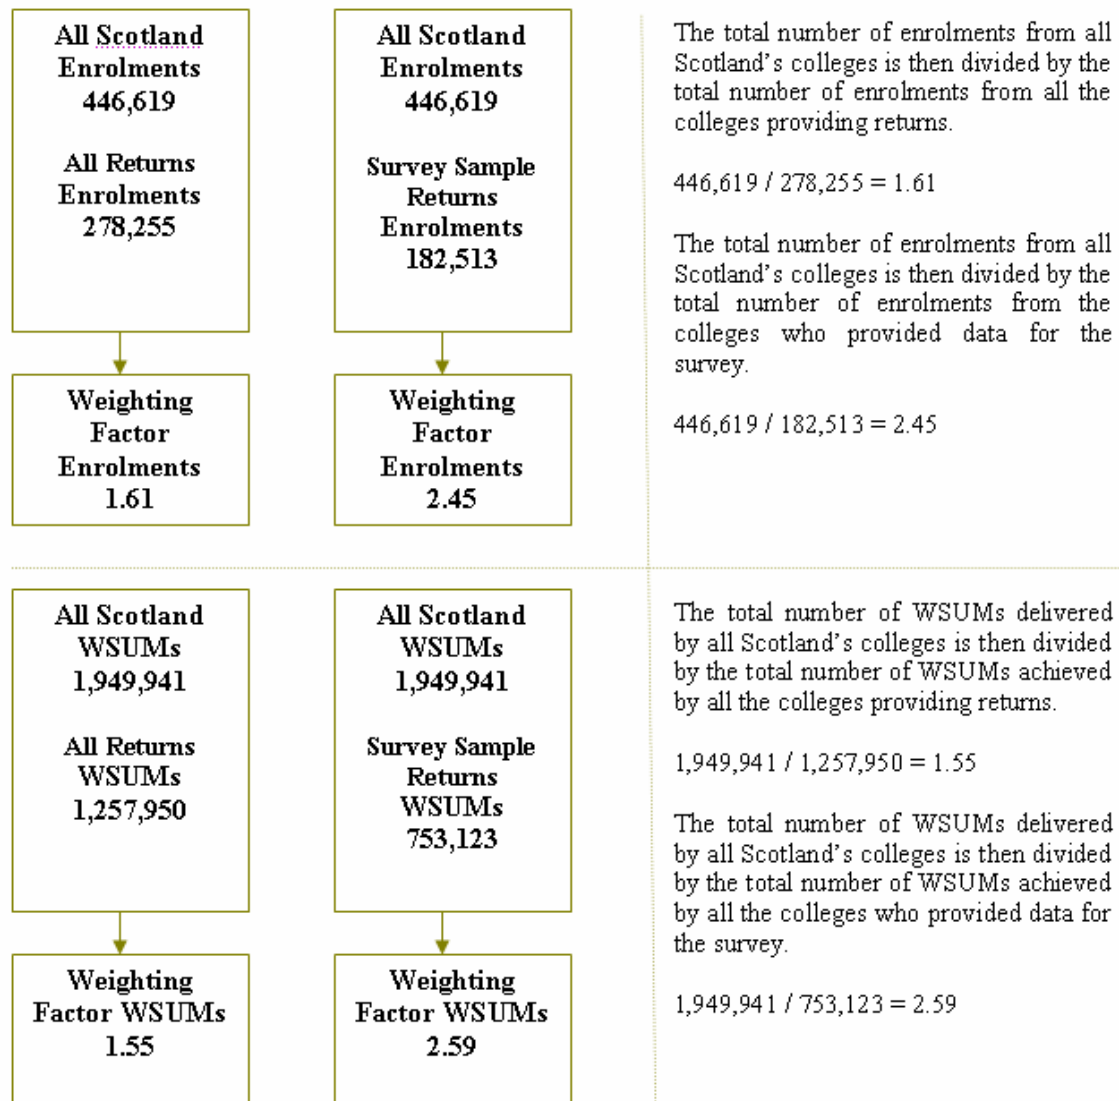 All Scotland
Enrolments
446,619
All Returns
Enrolments
278,255
All Scotland
Enrolments
446,619
Survey Sample
Returns
Enrolments
182,513
The total number of enrolments from all
Scotland's colleges is then divided by the
total number of enrolments from all the
colleges providing returns.
446,619 / 278,255 = 1.61
The total number of enrolments from all
Scotland's colleges is then divided by the
total number of enrolments from the
colleges who provided data for the
survey.
446,619 / 182,513 = 2.45
Weighting
Factor
Enrolments
1.61
Weighting
Factor
Enrolments
2.45
All Scotland
WSUMs
1,949,941
All Returns
WSUMs
1,257,950
All Scotland
WSUMs
1,949,941
Survey Sample
Returns
WSUMs
753,123
The total number of WSUMs delivered
by all Scotland's colleges is then divided
by the total number of WSUMs achieved
by all the colleges providing returns.
1,949,941 / 1,257,950 = 1.55
The total number of WSUMs delivered
by all Scotland's colleges is then divided
by the total number of WSUMs achieved
by all the colleges who provided data for
the survey.
1,949,941 / 753,123 = 2.59
Weighting
Factor WSUMs
1.55
Weighting
Factor WSUMs
2.59